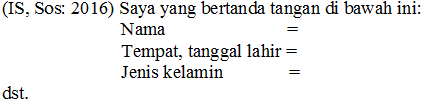 (IS, Sos: 2016) Saya yang bertanda tangan di bawah ini:
Nama =
Tempat, tanggal lahir =
Jenis kelamin =
dst.